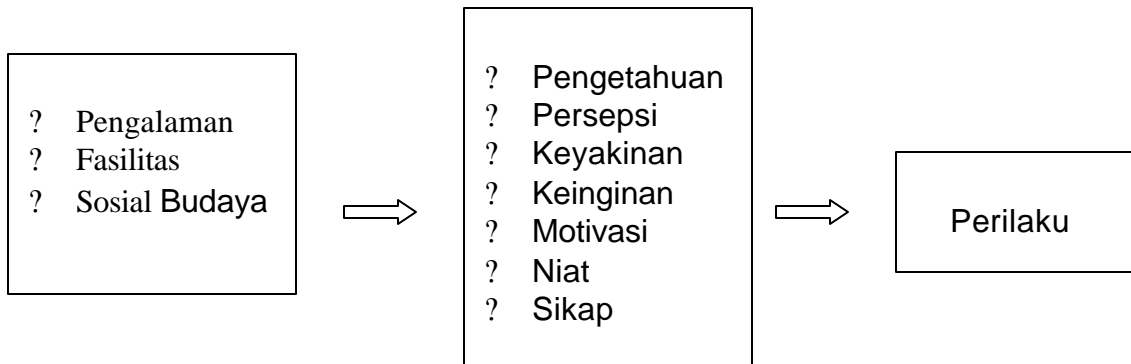 ? Pengalaman
? Fasilitas
? Sosial Budaya
? Pengetahuan
? Persepsi
? Keyakinan
? Keinginan
? Motivasi
? Niat
? Sikap
Perilaku